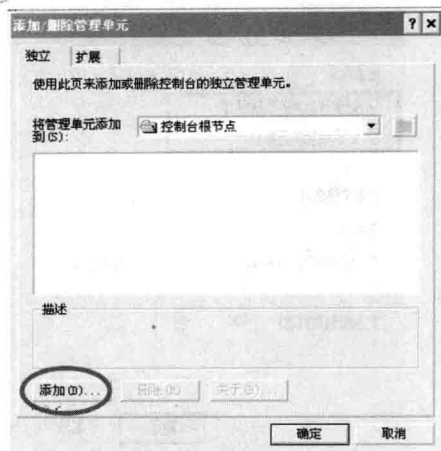 添加/删除管理单元
独立 扩展
使用此页来添加或删除控制台的独立管理单元。
将管理单元添加到(S): 控制台根节点
描述
添加(D)... 删除(R) 关于(B)...
确定 取消